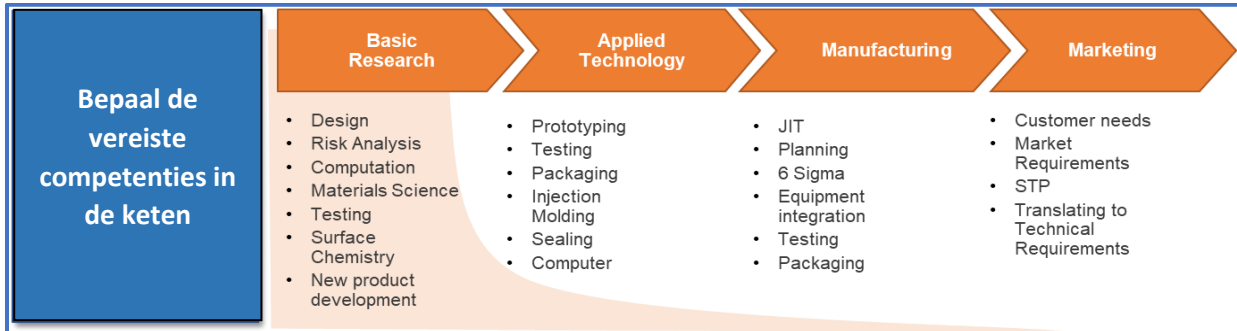 Bepaal de
vereiste
competenties in
de keten
Basic
Research
Applied
Technology
Manufacturing
Marketing
• Design
• Risk Analysis
• Computation
• Materials Science
• Testing
• Surface
Chemistry
• New product
development
• Prototyping
• Testing
• Packaging
• Injection
Molding
• Sealing
• Computer
• JIT
• Planning
• 6 Sigma
• Equipment
integration
• Testing
• Packaging
• Customer needs
• Market
Requirements
• STP
• Translating to
Technical
Requirements